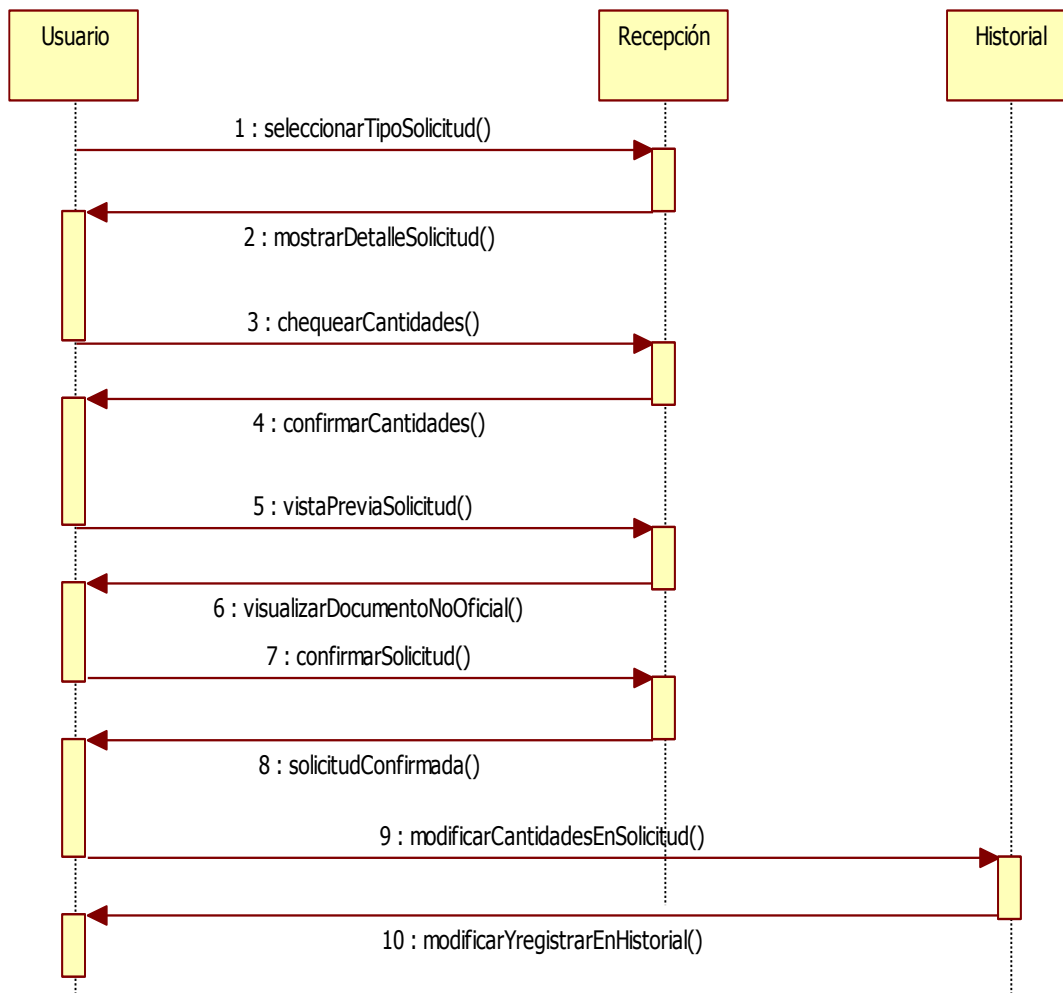 Usuario
Recepción
Historial
1 : seleccionarTipoSolicitud()
2 : mostrarDetalleSolicitud()
3 : chequearCantidades()
4 : confirmarCantidades()
5 : vistaPreviaSolicitud()
6 : visualizarDocumentoNoOficial()
7 : confirmarSolicitud()
8 : solicitudConfirmada()
9 : modificarCantidadesEnSolicitud()
10 : modificarYregistrarEnHistorial()